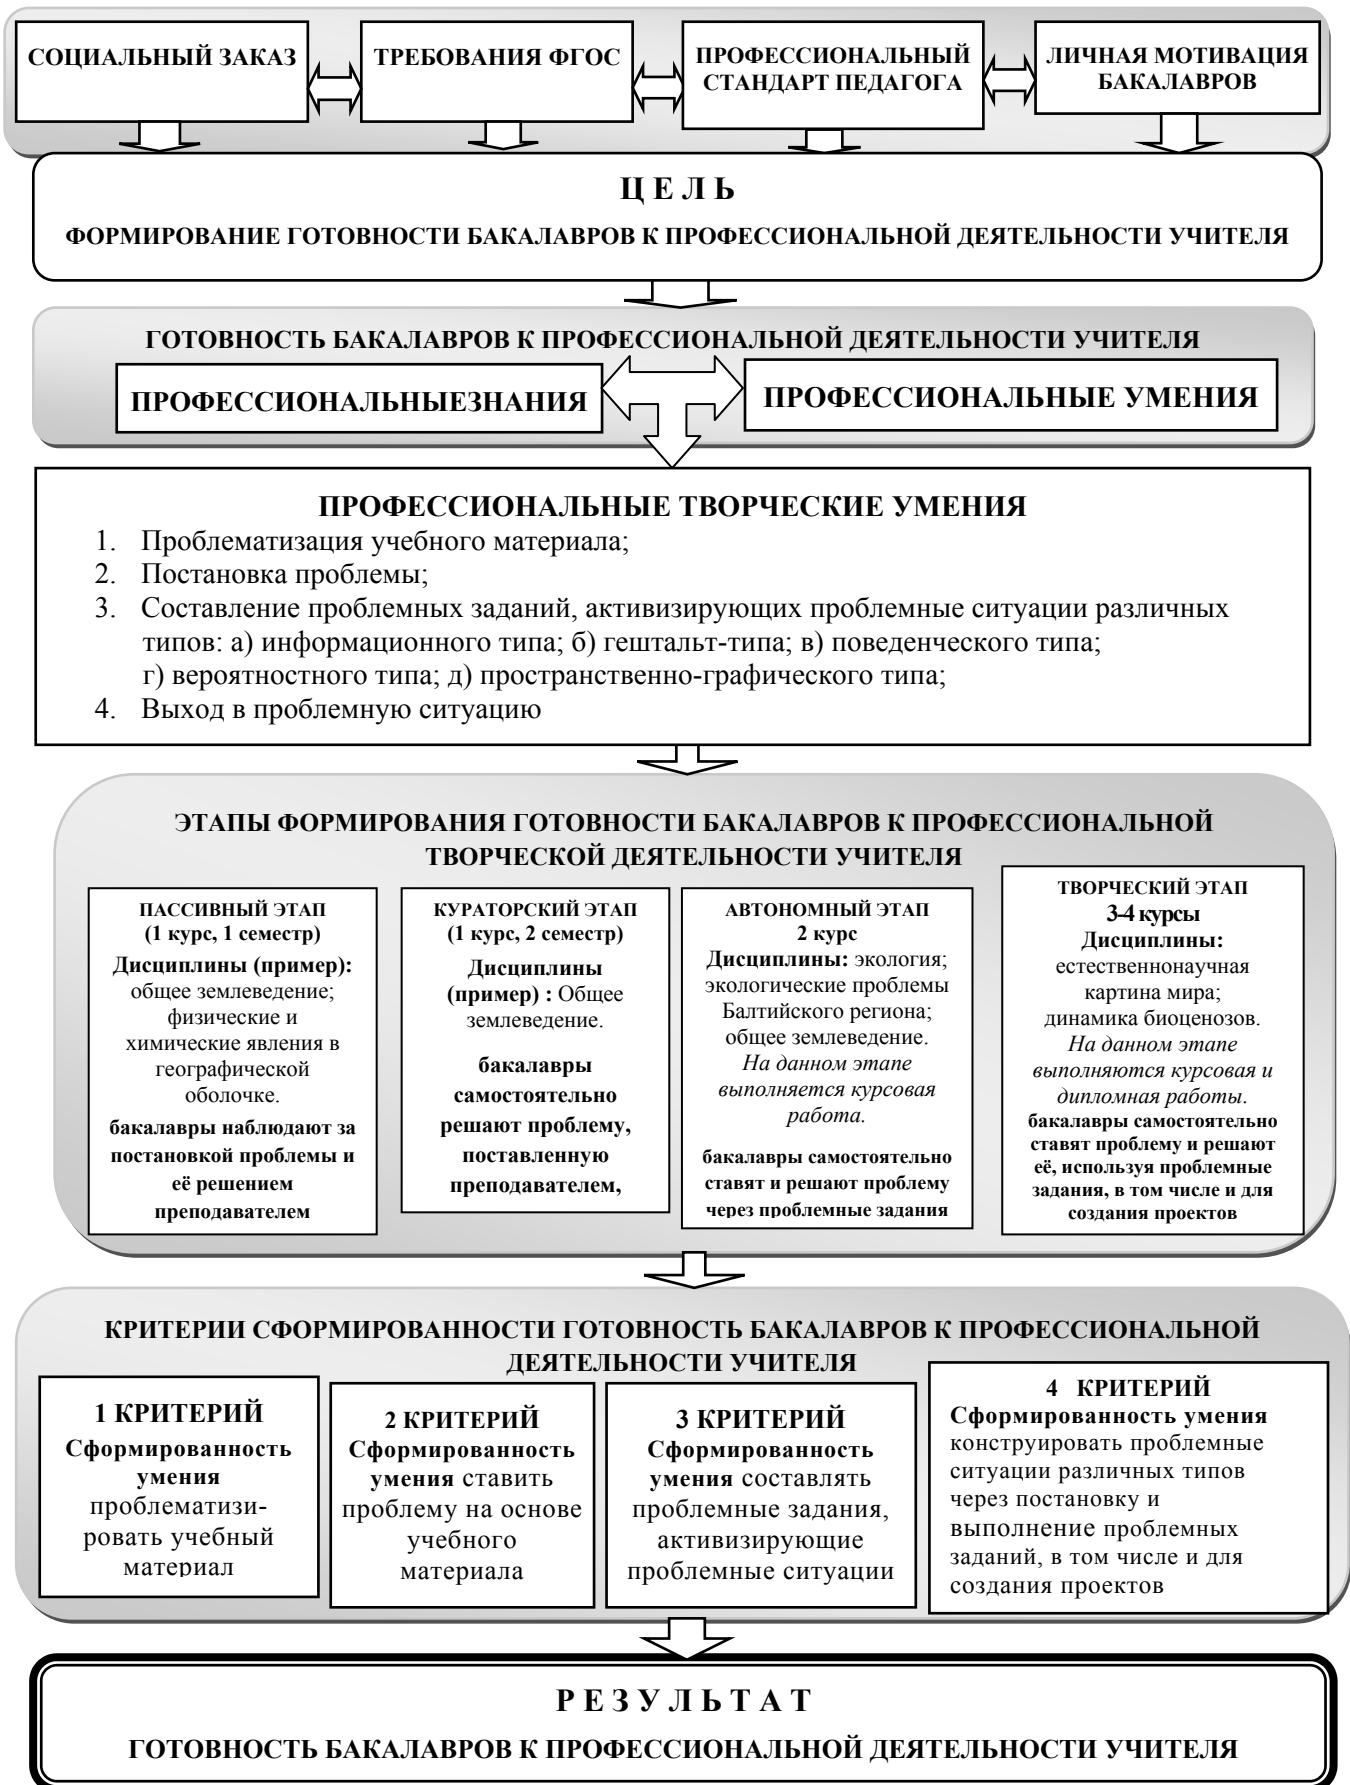 СОЦИАЛЬНЫЙ ЗАКАЗ
ТРЕБОВАНИЯ ФГОС
ПРОФЕССИОНАЛЬНЫЙ
СТАНДАРТ ПЕДАГОГА
ЛИЧНАЯ МОТИВАЦИЯ
БАКАЛАВРОВ
Ц Е Л Ь
ФОРМИРОВАНИЕ ГОТОВНОСТИ БАКАЛАВРОВ К ПРОФЕССИОНАЛЬНОЙ ДЕЯТЕЛЬНОСТИ УЧИТЕЛЯ
ГОТОВНОСТЬ БАКАЛАВРОВ К ПРОФЕССИОНАЛЬНОЙ ДЕЯТЕЛЬНОСТИ УЧИТЕЛЯ
ПРОФЕССИОНАЛЬНЫЕЗНАНИЯ
ПРОФЕССИОНАЛЬНЫЕ УМЕНИЯ
ПРОФЕССИОНАЛЬНЫЕ ТВОРЧЕСКИЕ УМЕНИЯ
1. Проблематизация учебного материала;
2. Постановка проблемы;
3. Составление проблемных заданий, активизирующих проблемные ситуации различных
типов: а) информационного типа; б) гештальт-типа; в) поведенческого типа;
г) вероятностного типа; д) пространственно-графического типа;
4. Выход в проблемную ситуацию
ЭТАПЫ ФОРМИРОВАНИЯ ГОТОВНОСТИ БАКАЛАВРОВ К ПРОФЕССИОНАЛЬНОЙ
ТВОРЧЕСКОЙ ДЕЯТЕЛЬНОСТИ УЧИТЕЛЯ
ПАССИВНЫЙ ЭТАП
(1 курс, 1 семестр)
Дисциплины (пример):
общее землеведение;
физические и
химические явления в
географической
оболочке.
бакалавры наблюдают за
постановкой проблемы и
её решением
преподавателем
КУРАТОРСКИЙ ЭТАП
(1 курс, 2 семестр)
Дисциплины
(пример) : Общее
землеведение.
бакалавры
самостоятельно
решают проблему,
поставленную
преподавателем,
АВТОНОМНЫЙ ЭТАП
2 курс
Дисциплины: экология;
экологические проблемы
Балтийского региона;
общее землеведение.
На данном этапе
выполняется курсовая
работа.
бакалавры самостоятельно
ставят и решают проблему
через проблемные задания
ТВОРЧЕСКИЙ ЭТАП
3-4 курсы
Дисциплины:
естественнонаучная
картина мира;
динамика биоценозов.
На данном этапе
выполняются курсовая и
дипломная работы.
бакалавры самостоятельно
ставят проблему и решают
её, используя проблемные
задания, в том числе и для
создания проектов
КРИТЕРИИ СФОРМИРОВАННОСТИ ГОТОВНОСТЬ БАКАЛАВРОВ К ПРОФЕССИОНАЛЬНОЙ
ДЕЯТЕЛЬНОСТИ УЧИТЕЛЯ
1 КРИТЕРИЙ
Сформированность
умения
проблематизи-
ровать учебный
материал
2 КРИТЕРИЙ
Сформированность
умения ставить
проблему на основе
учебного
материала
3 КРИТЕРИЙ
Сформированность
умения составлять
проблемные задания,
активизирующие
проблемные ситуации
4 КРИТЕРИЙ
Сформированность умения
конструировать проблемные
ситуации различных типов
через постановку и
выполнение проблемных
заданий, в том числе и для
создания проектов
Р Е З У Л Ь Т А Т
ГОТОВНОСТЬ БАКАЛАВРОВ К ПРОФЕССИОНАЛЬНОЙ ДЕЯТЕЛЬНОСТИ УЧИТЕЛЯ